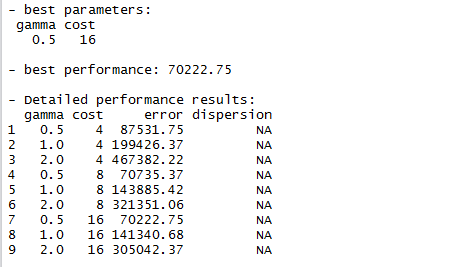 - best parameters:
gamma cost
0.5 16
- best performance: 70222.75
- Detailed performance results:
gamma cost error dispersion
1 0.5 4 87531.75 NA
2 1.0 4 199426.37 NA
3 2.0 4 467382.22 NA
4 0.5 8 70735.37 NA
5 1.0 8 143885.42 NA
6 2.0 8 321351.06 NA
7 0.5 16 70222.75 NA
8 1.0 16 141340.68 NA
9 2.0 16 305042.37 NA